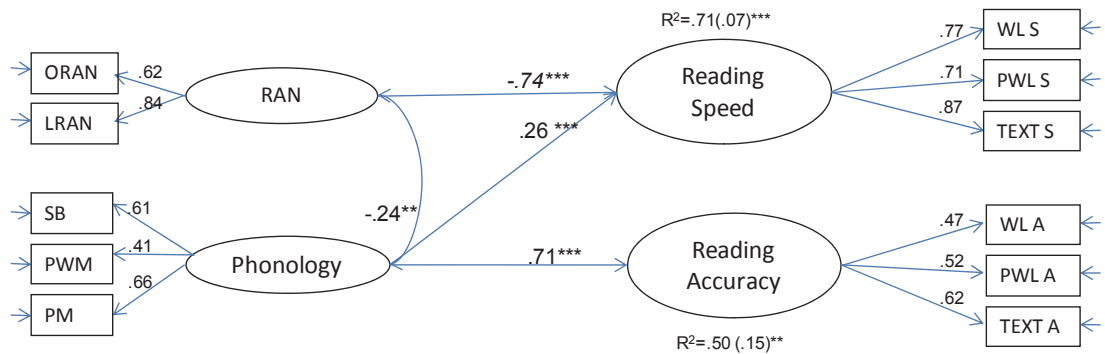 R²=.71(.07)***
ORAN
.62
LRAN
.84
RAN
-.74***
.26 ***
-.24**
Reading
Speed
.77
WL S
.71
PWL S
.87
TEXT S
SB
.61
PWM
.41
PM
.66
Phonology
.71***
Reading
Accuracy
.47
WL A
.52
PWL A
.62
TEXT A
R²=.50 (.15)**